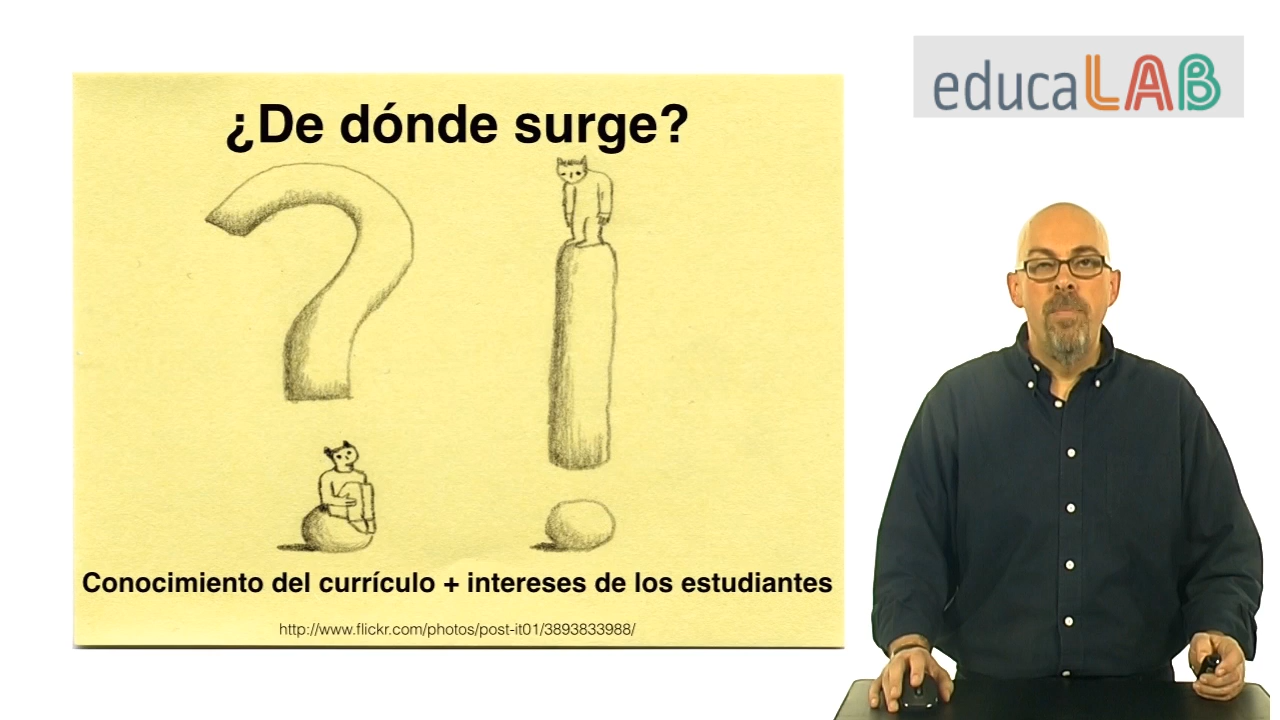 ¿De dónde surge?
Conocimiento del currículo + intereses de los estudiantes
http://www.flickr.com/photos/post-it01/3893833988/
educaLAB